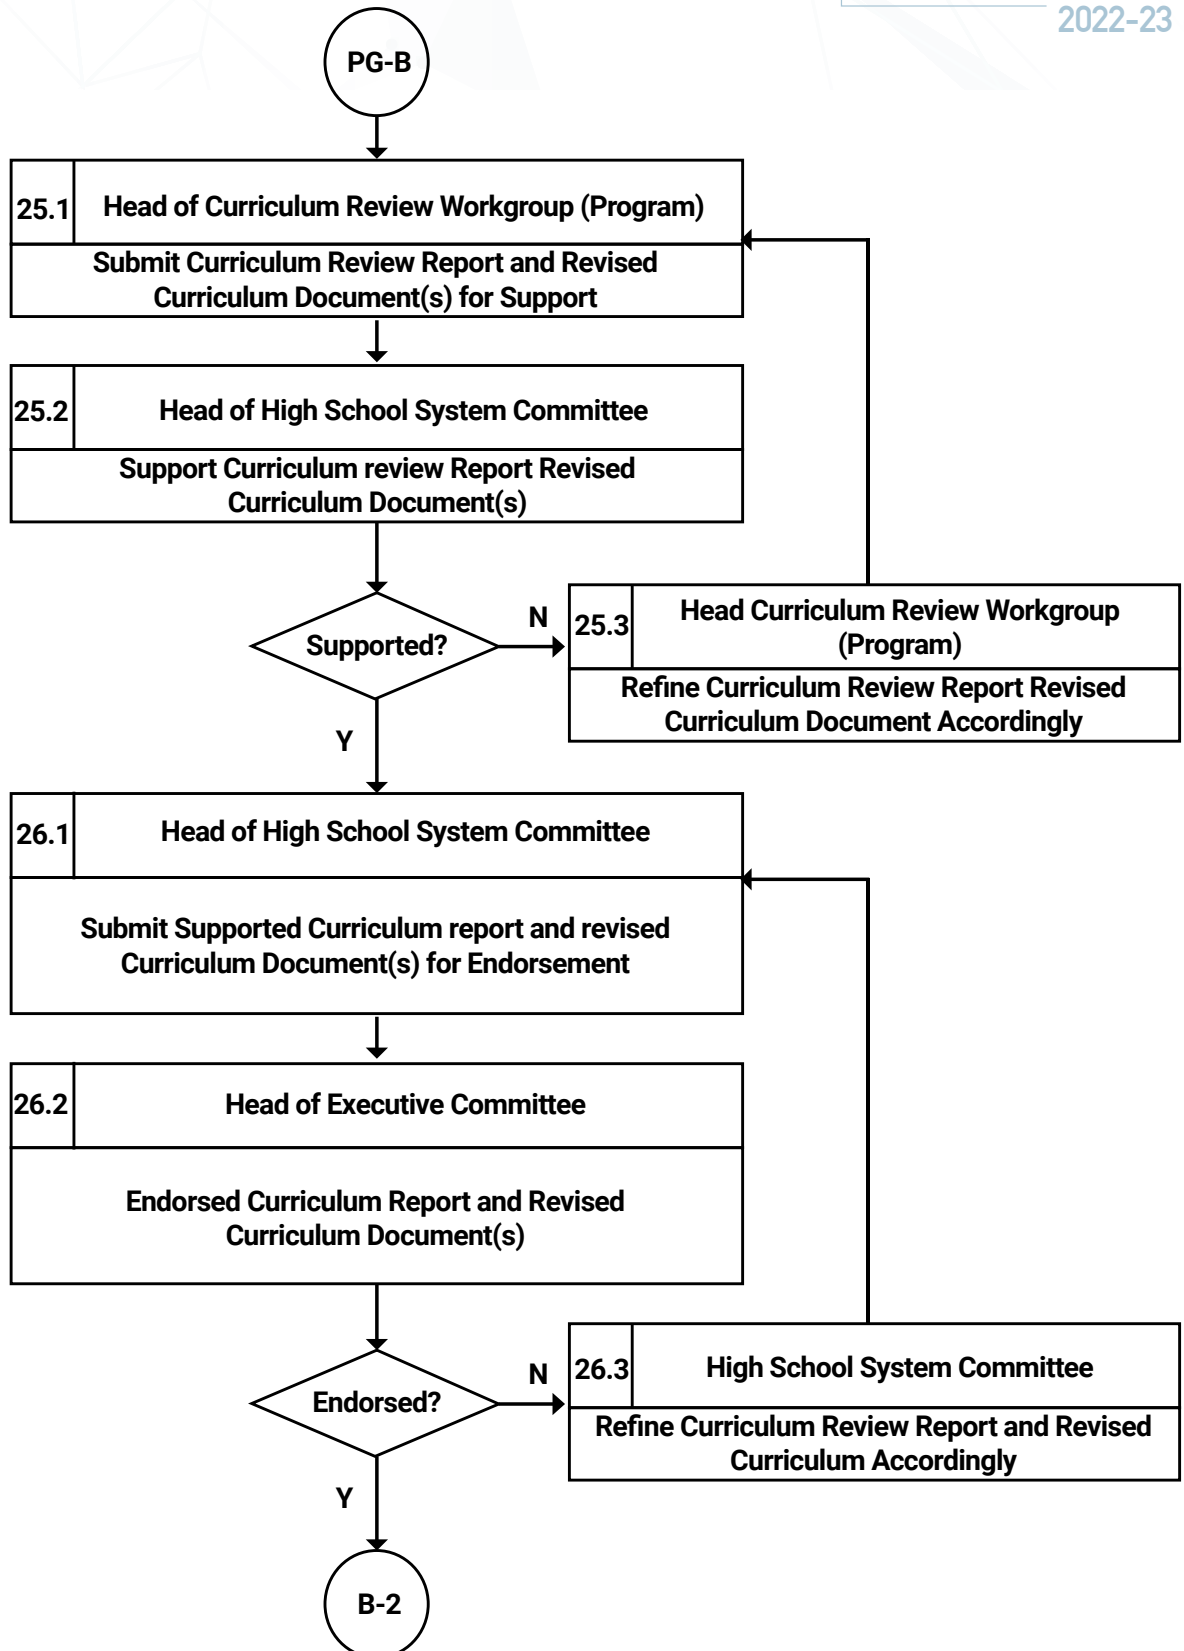 2022-23
PG-B
25.1
Head of Curriculum Review Workgroup (Program)
Submit Curriculum Review Report and Revised
Curriculum Document(s) for Support
25.2
Head of High School System Committee
Support Curriculum review Report Revised
Curriculum Document(s)
Supported?
N
25.3
Head Curriculum Review Workgroup
(Program)
Refine Curriculum Review Report Revised
Curriculum Document Accordingly
Y
26.1
Head of High School System Committee
Submit Supported Curriculum report and revised
Curriculum Document(s) for Endorsement
26.2
Head of Executive Committee
Endorsed Curriculum Report and Revised
Curriculum Document(s)
Endorsed?
N
26.3
High School System Committee
Refine Curriculum Review Report and Revised
Curriculum Accordingly
Y
B-2